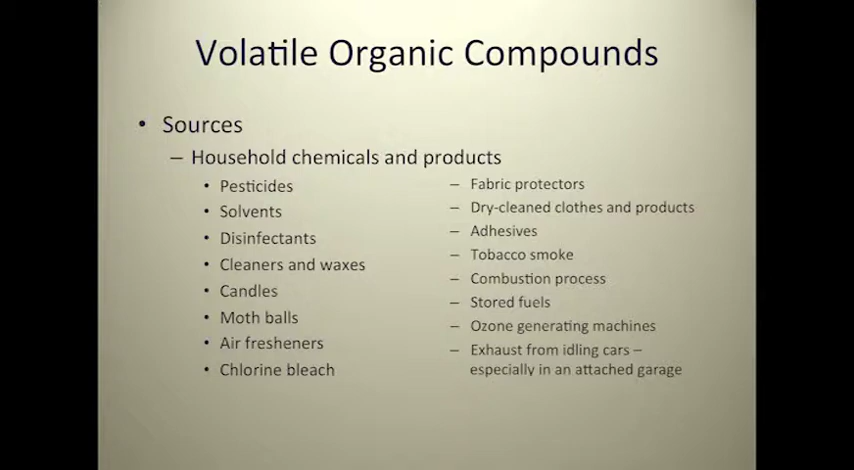 Volatile Organic Compounds
• Sources
– Household chemicals and products
• Pesticides
• Solvents
• Disinfectants
• Cleaners and waxes
• Candles
• Moth balls
• Air fresheners
• Chlorine bleach
– Fabric protectors
– Dry-cleaned clothes and products
– Adhesives
– Tobacco smoke
– Combustion process
– Stored fuels
– Ozone generating machines
– Exhaust from idling cars –
especially in an attached garage